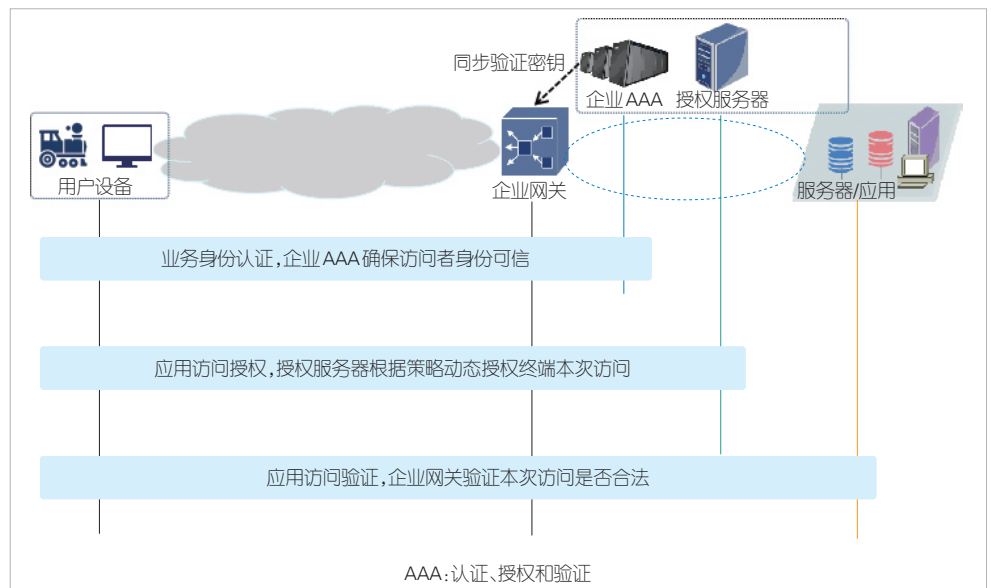 同步验证密钥
企业AAA 授权服务器
用户设备
企业网关
服务器/应用
业务身份认证,企业AAA确保访问者身份可信
应用访问授权,授权服务器根据策略动态授权终端本次访问
应用访问验证,企业网关验证本次访问是否合法
AAA:认证、授权和验证